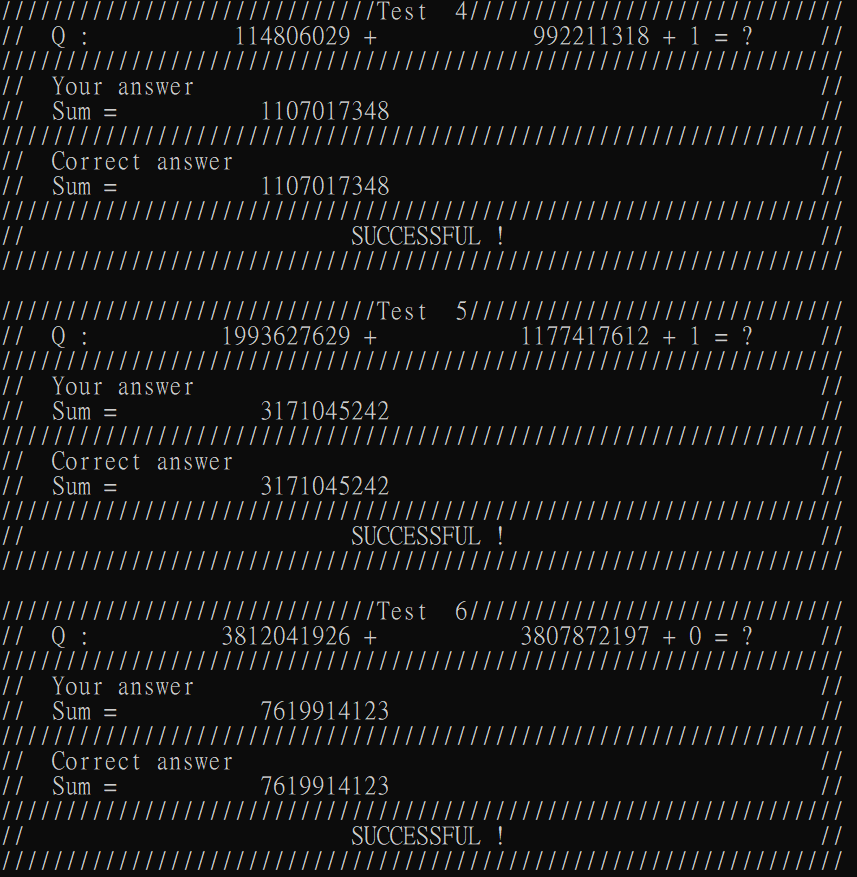 /////////////////////////////Test  4/////////////////////////////
//  Q :           114806029 +            992211318 + 1 = ?     //
/////////////////////////////////////////////////////////////////
//  Your answer                                                //
//  Sum =           1107017348                                 //
/////////////////////////////////////////////////////////////////
//  Correct answer                                             //
//  Sum =           1107017348                                 //
/////////////////////////////////////////////////////////////////
//                         SUCCESSFUL !                        //
/////////////////////////////////////////////////////////////////
/////////////////////////////Test  5/////////////////////////////
//  Q :          1993627629 +           1177417612 + 1 = ?     //
/////////////////////////////////////////////////////////////////
//  Your answer                                                //
//  Sum =           3171045242                                 //
/////////////////////////////////////////////////////////////////
//  Correct answer                                             //
//  Sum =           3171045242                                 //
/////////////////////////////////////////////////////////////////
//                         SUCCESSFUL !                        //
/////////////////////////////////////////////////////////////////
/////////////////////////////Test  6/////////////////////////////
//  Q :          3812041926 +           3807872197 + 0 = ?     //
/////////////////////////////////////////////////////////////////
//  Your answer                                                //
//  Sum =           7619914123                                 //
/////////////////////////////////////////////////////////////////
//  Correct answer                                             //
//  Sum =           7619914123                                 //
/////////////////////////////////////////////////////////////////
//                         SUCCESSFUL !                        //
/////////////////////////////////////////////////////////////////